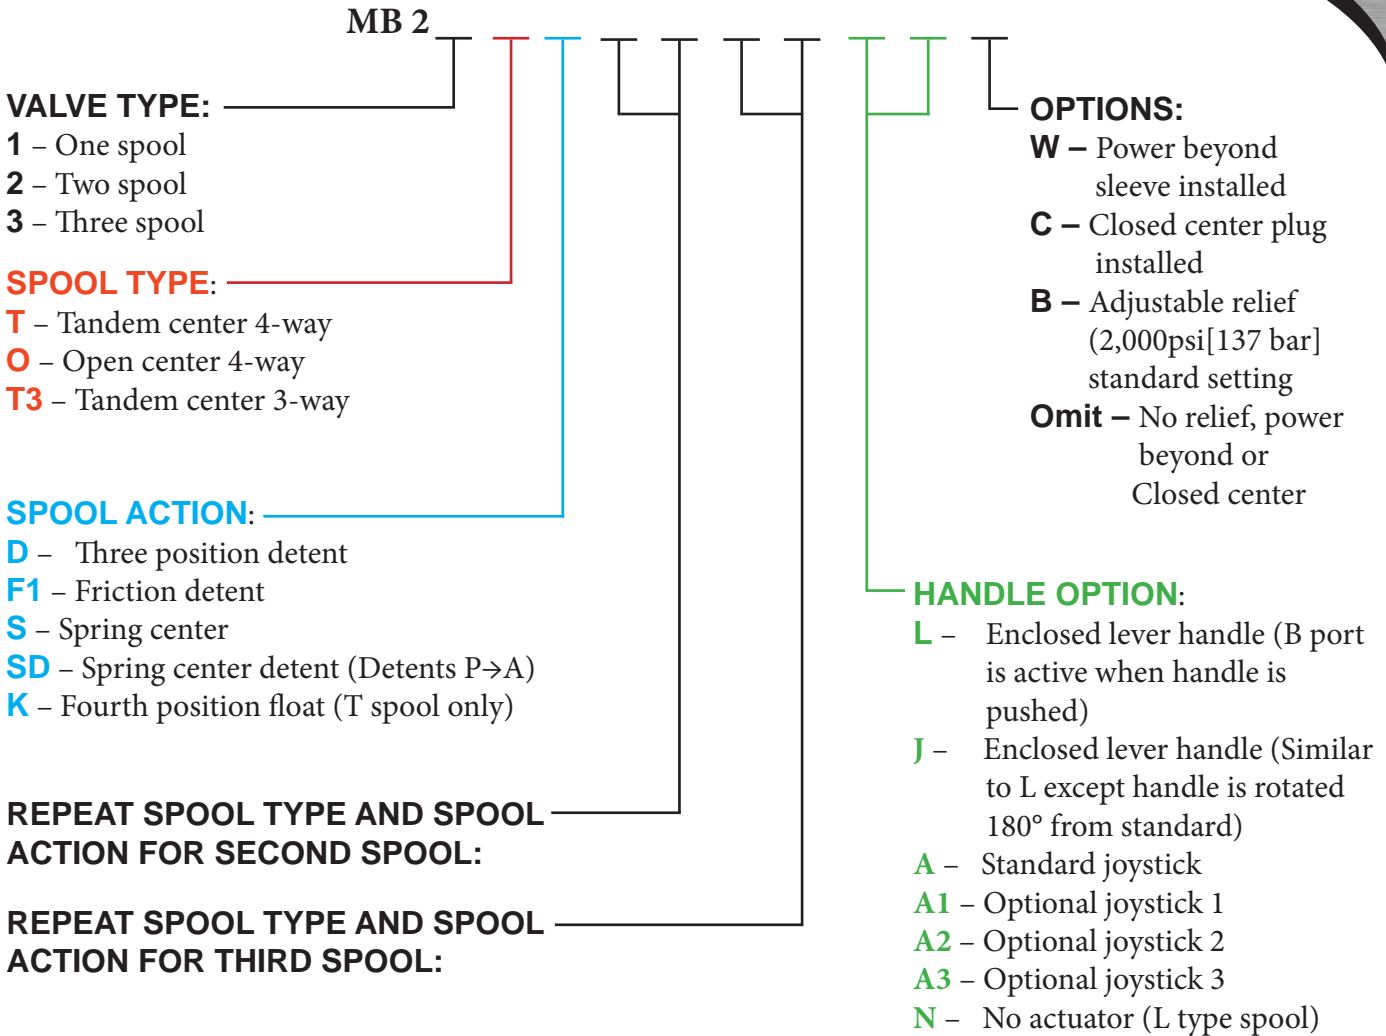 MB 2
VALVE TYPE:
1 – One spool
2 – Two spool
3 – Three spool
SPOOL TYPE:
T – Tandem center 4-way
O – Open center 4-way
T3 – Tandem center 3-way
SPOOL ACTION:
D – Three position detent
F1 – Friction detent
S – Spring center
SD – Spring center detent (Detents P→A)
K – Fourth position float (T spool only)
REPEAT SPOOL TYPE AND SPOOL
ACTION FOR SECOND SPOOL:
REPEAT SPOOL TYPE AND SPOOL
ACTION FOR THIRD SPOOL:
OPTIONS:
W – Power beyond
sleeve installed
C – Closed center plug
installed
B – Adjustable relief
(2,000psi[137 bar]
standard setting
Omit – No relief, power
beyond or
Closed center
HANDLE OPTION:
L – Enclosed lever handle (B port
is active when handle is
pushed)
J – Enclosed lever handle (Similar
to L except handle is rotated
180° from standard)
A – Standard joystick
A1 – Optional joystick 1
A2 – Optional joystick 2
A3 – Optional joystick 3
N – No actuator (L type spool)